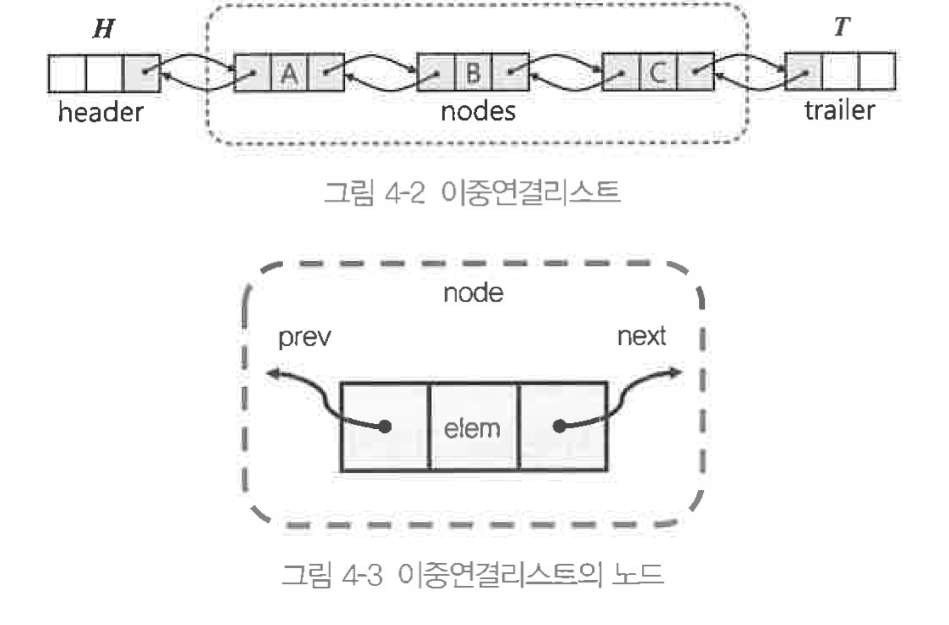 H T
A B C
header nodes trailer
그림 4-2 이중연결리스트
node
prev next
elem
그림 4-3 이중연결리스트의 노드